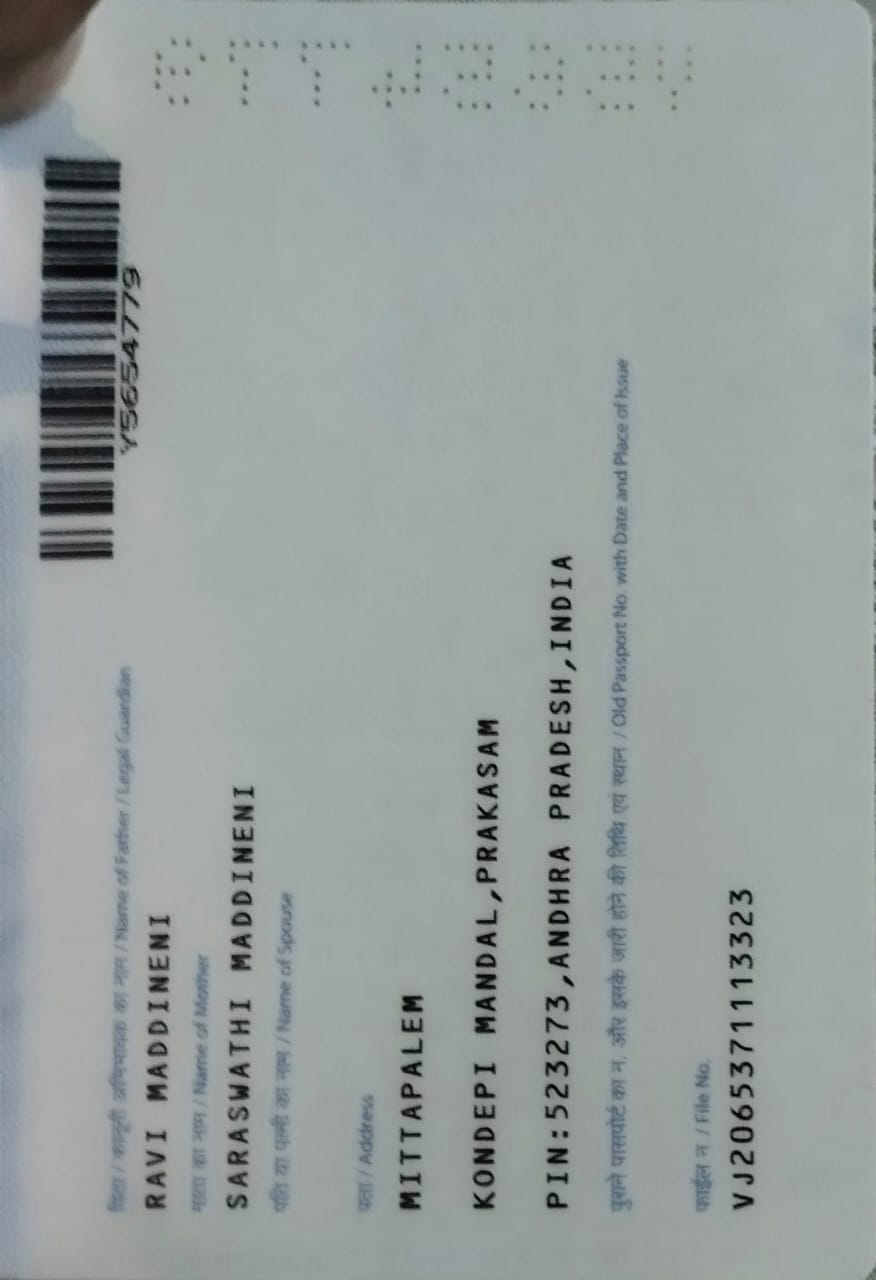 Y5654779
पिता / कानूनी अभिभावक का नाम / Name of Father / Legal Guardian
RAVI MADDINENI
माता का नाम / Name of Mother
SARASWATHI MADDINENI
पति या पत्नी का नाम / Name of Spouse
पता / Address
MITTAPALEM
KONDEPI MANDAL,PRAKASAM
PIN:523273,ANDHRA PRADESH,INDIA
पुराने पासपोर्ट का न. और इसके जारी होने की तिथि एवं स्थान / Old Passport No. with Date and Place of Issue
फाईल न / File No.
VJ2065371113323